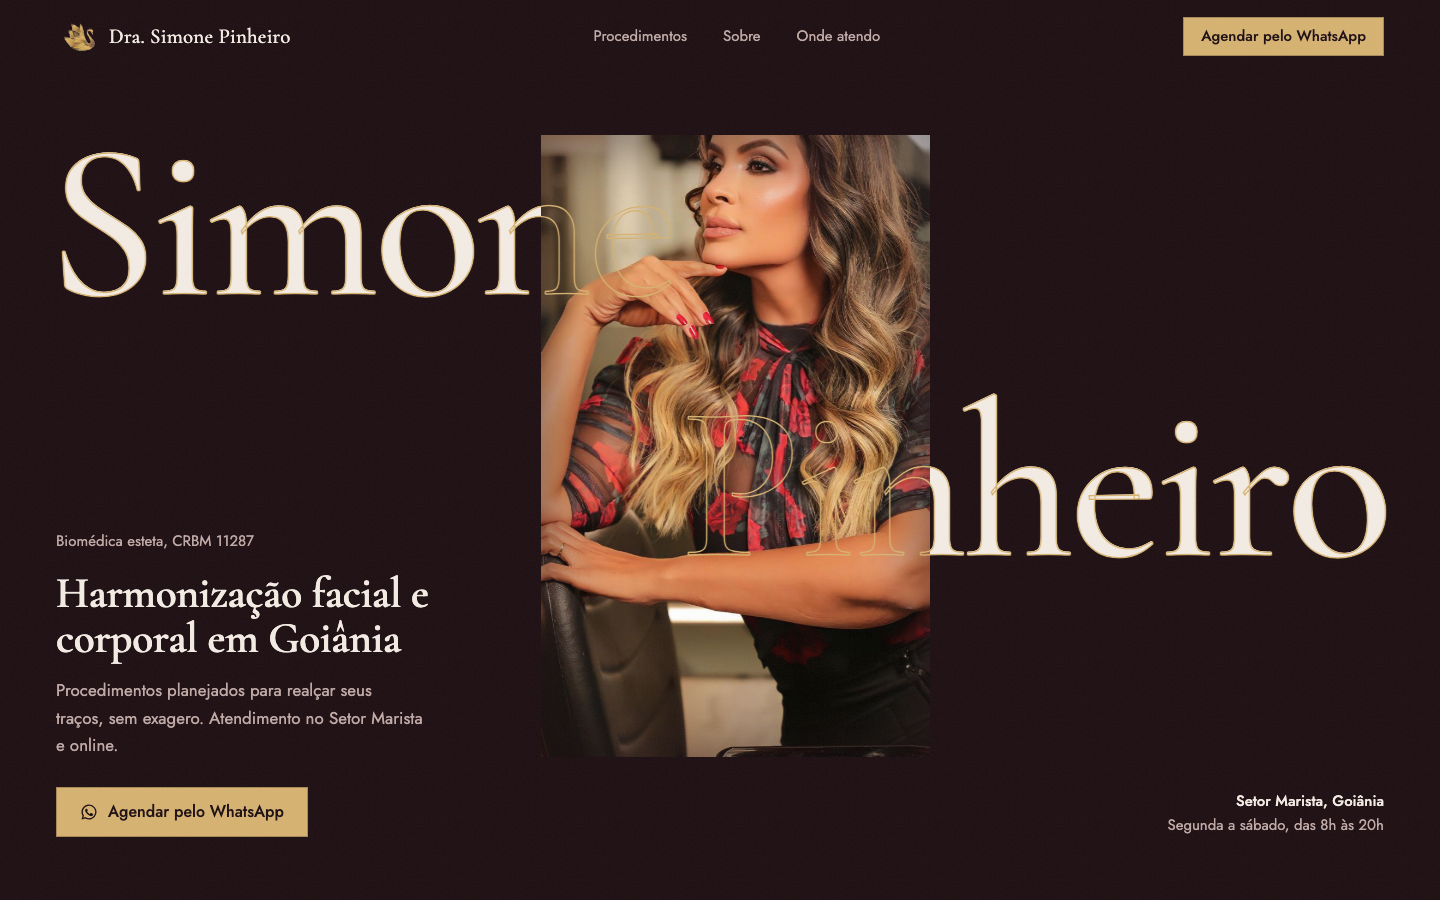 Dra. Simone Pinheiro
Procedimentos
Sobre
Onde atendo
Agendar pelo WhatsApp
Simone
Pinheiro
Biomédica esteta, CRBM 11287
Harmonização facial e
corporal em Goiânia
Procedimentos planejados para realçar seus
traços, sem exagero. Atendimento no Setor Marista
e online.
Agendar pelo WhatsApp
Setor Marista, Goiânia
Segunda a sábado, das 8h às 20h